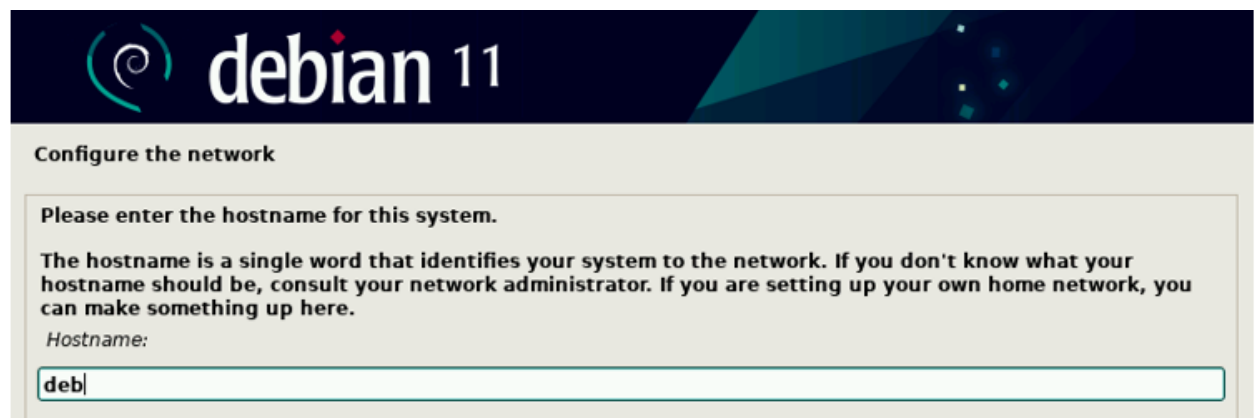 debian 11
Configure the network
Please enter the hostname for this system.
The hostname is a single word that identifies your system to the network. If you don't know what your
hostname should be, consult your network administrator. If you are setting up your own home network, you
can make something up here.
Hostname:
deb